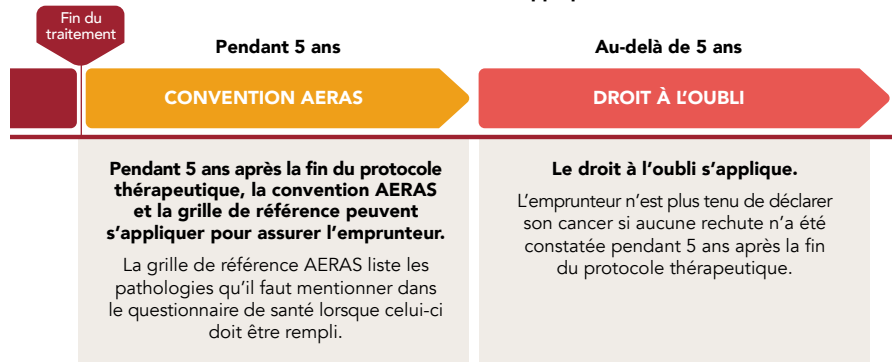 Fin du
traitement
Pendant 5 ans
Au-delà de 5 ans
CONVENTION AERAS
DROIT À L’OUBLI
Pendant 5 ans après la fin du protocole
thérapeutique, la convention AERAS
et la grille de référence peuvent
s’appliquer pour assurer l’emprunteur.
La grille de référence AERAS liste les
pathologies qu’il faut mentionner dans
le questionnaire de santé lorsque celui-ci
doit être rempli.
Le droit à l’oubli s’applique.
L’emprunteur n’est plus tenu de déclarer
son cancer si aucune rechute n’a été
constatée pendant 5 ans après la fin
du protocole thérapeutique.